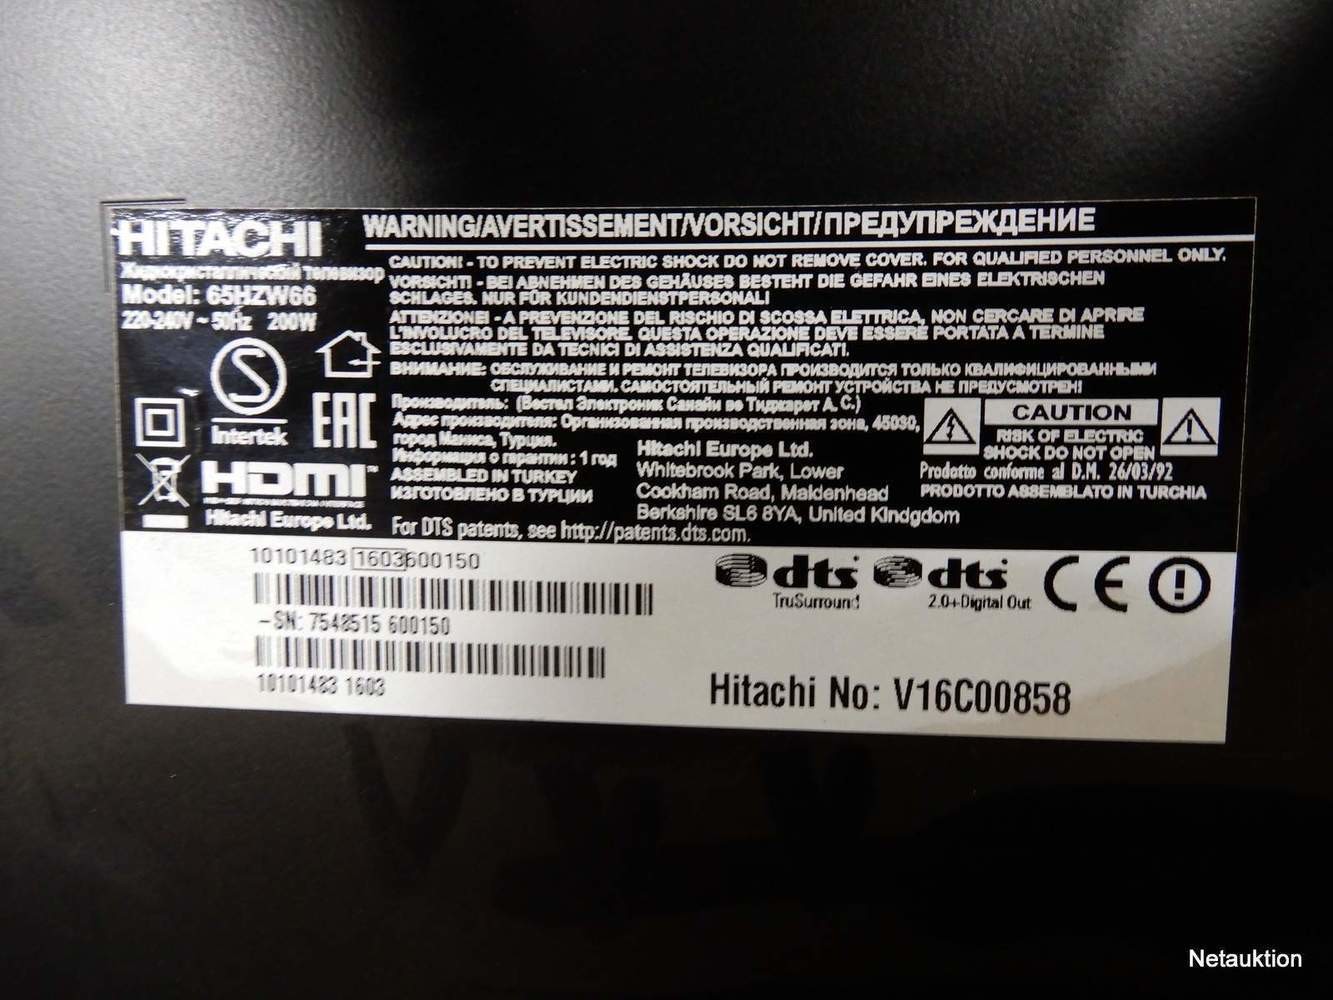 HITACHI
WARNING/AVERTISSEMENT/VORSICHT/ПРЕДУПРЕЖДЕНИЕ
Жидкокристаллический телевизор
Model: 65HZW66
220-240V ~ 50Hz 200W
CAUTION: - TO PREVENT ELECTRIC SHOCK DO NOT REMOVE COVER. FOR QUALIFIED PERSONNEL ONLY.
VORSICHT! - BEI ABNEHMEN DES GEHÄUSES BESTEHT DIE GEFAHR EINES ELEKTRISCHEN
SCHLAGES. NUR FÜR KUNDENDIENSTPERSONAL!
ATTENZIONE! - A PREVENZIONE DEL RISCHIO DI SCOSSA ELETTRICA, NON CERCARE DI APRIRE
L'INVOLUCRO DEL TELEVISORE. QUESTA OPERAZIONE DEVE ESSERE PORTATA A TERMINE
ESCLUSIVAMENTE DA TECNICI DI ASSISTENZA QUALIFICATI.
ВНИМАНИЕ: ОБСЛУЖИВАНИЕ И РЕМОНТ ТЕЛЕВИЗОРА ПРОИЗВОДИТСЯ ТОЛЬКО КВАЛИФИЦИРОВАННЫМИ
СПЕЦИАЛИСТАМИ. САМОСТОЯТЕЛЬНЫЙ РЕМОНТ УСТРОЙСТВА НЕ ПРЕДУСМОТРЕН!
Производитель: (Вестел Электроник Санайи ве Тиджарет А.С.)
Адрес производителя: Организованная производственная зона, 45030,
город Маниса, Турция.
Информация о гарантии : 1 год
ASSEMBLED IN TURKEY
ИЗГОТОВЛЕНО В ТУРЦИИ
S
Intertek
EAC
HDMI™
HIGH-DEFINITION MULTIMEDIA INTERFACE
Hitachi Europe Ltd.
Hitachi Europe Ltd.
Whitebrook Park, Lower
Cookham Road, Maidenhead
Berkshire SL6 8YA, United Kindgdom
CAUTION
RISK OF ELECTRIC
SHOCK DO NOT OPEN
Prodotto conforme al D.M. 26/03/92
PRODOTTO ASSEMBLATO IN TURCHIA
For DTS patents, see http://patents.dts.com.
10101483 1603600150
-SN: 7548515 600150
10101483 1603
dts TruSurround
dts 2.0+Digital Out
CE
Hitachi No: V16C00858
Netauktion